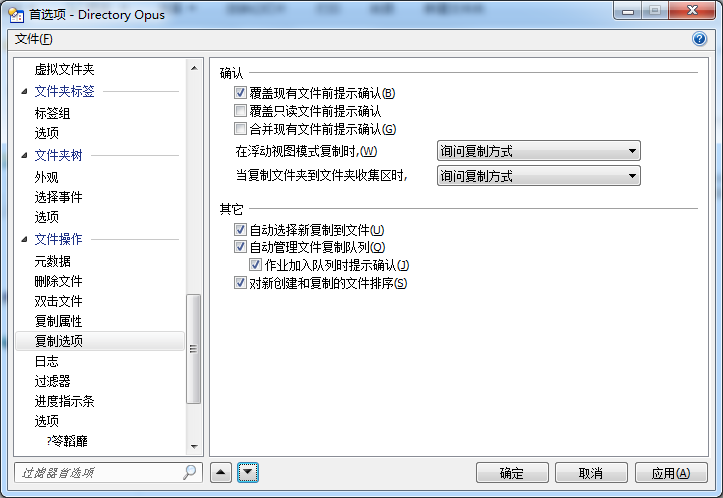 首选项 - Directory Opus
文件(F)
虚拟文件夹
文件夹标签
标签组
选项
文件夹树
外观
选择事件
选项
文件操作
元数据
删除文件
双击文件
复制属性
复制选项
日志
过滤器
进度指示条
选项
?笭韜靡
过滤器首选项
确认
覆盖现有文件前提示确认(B)
覆盖只读文件前提示确认
合并现有文件前提示确认(G)
在浮动视图模式复制时,(W) 询问复制方式
当复制文件夹到文件夹收集区时, 询问复制方式
其它
自动选择新复制到文件(U)
自动管理文件复制队列(Q)
作业加入队列时提示确认(J)
对新创建和复制的文件排序(S)
确定 取消 应用(A)